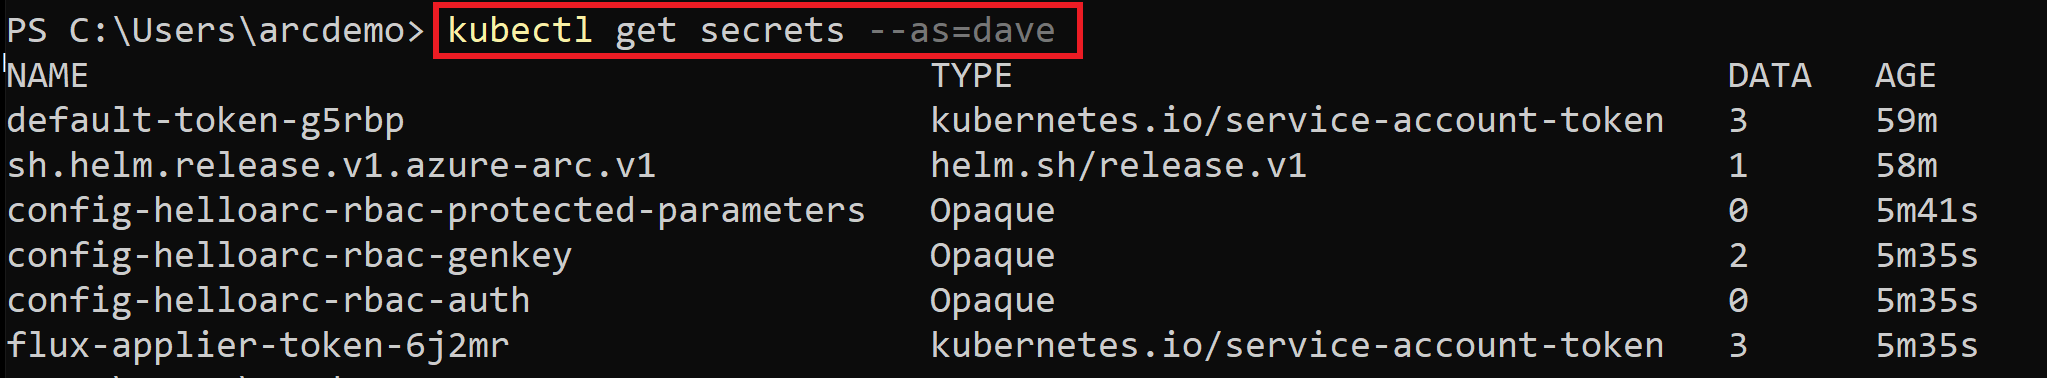 PS C:\Users\arcdemo> kubectl get secrets --as=dave
NAME TYPE DATA AGE
default-token-g5rbp kubernetes.io/service-account-token 3 59m
sh.helm.release.v1.azure-arc.v1 helm.sh/release.v1 1 58m
config-helloarc-rbac-protected-parameters Opaque 0 5m41s
config-helloarc-rbac-genkey Opaque 2 5m35s
config-helloarc-rbac-auth Opaque 0 5m35s
flux-applier-token-6j2mr kubernetes.io/service-account-token 3 5m35s